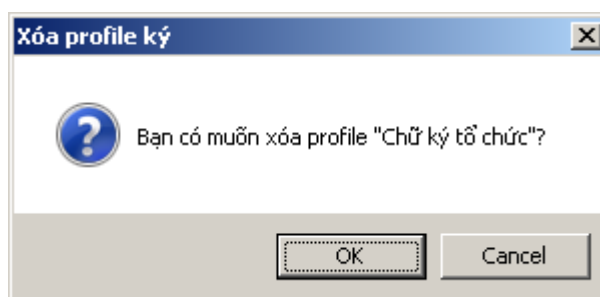 Xóa profile ký
Bạn có muốn xóa profile "Chữ ký tổ chức"?
OK
Cancel